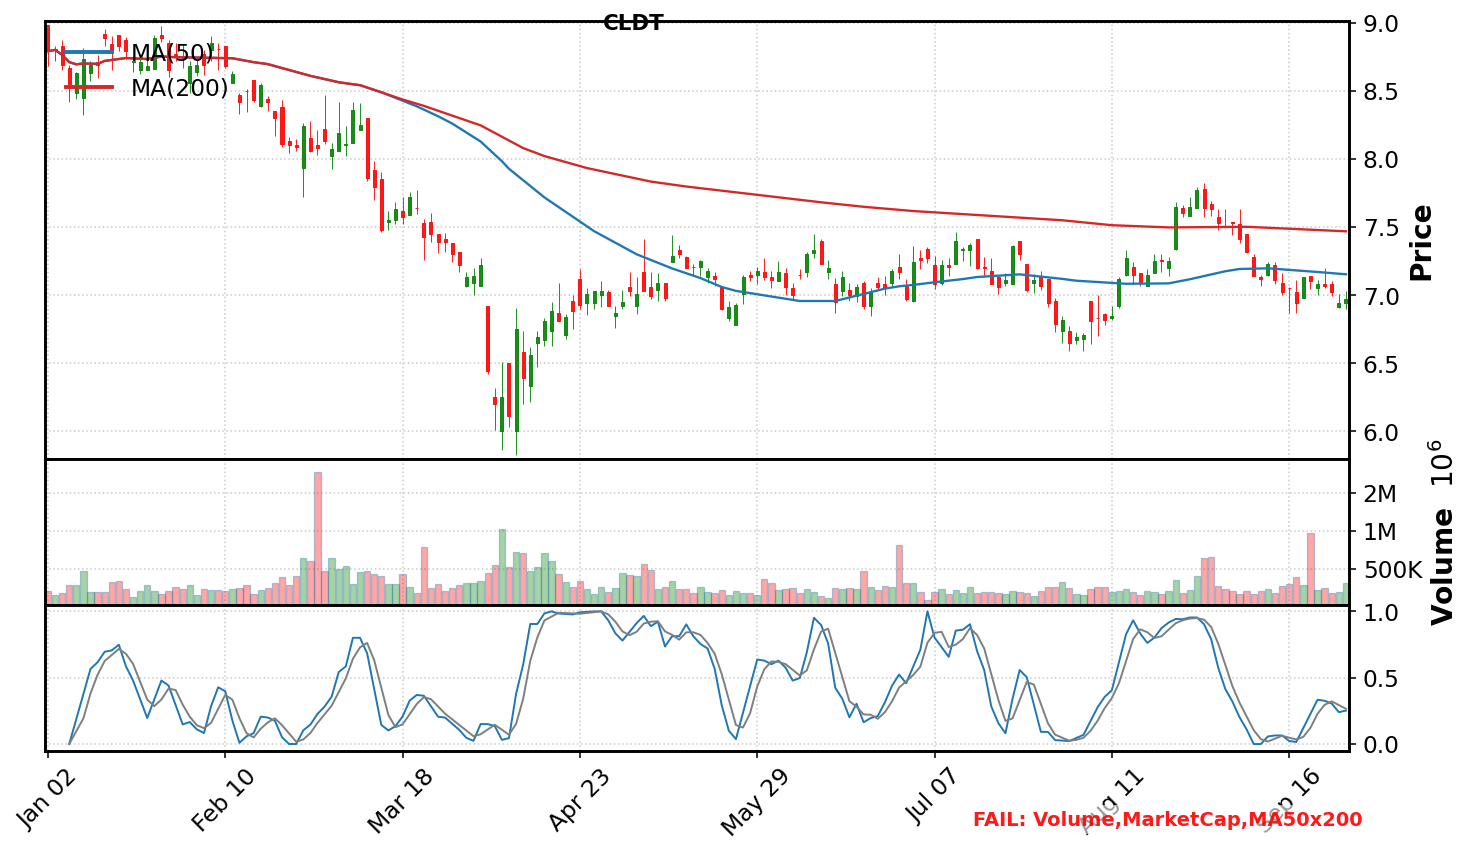 CLDT
MA(50)
MA(200)
9.0
8.5
8.0
7.5
7.0
6.5
6.0
Price
2M
1M
500K
Volume 10⁶
1.0
0.5
0.0
Jan 02
Feb 10
Mar 18
Apr 23
May 29
Jul 07
Aug 11
Sep 16
FAIL: Volume,MarketCap,MA50x200